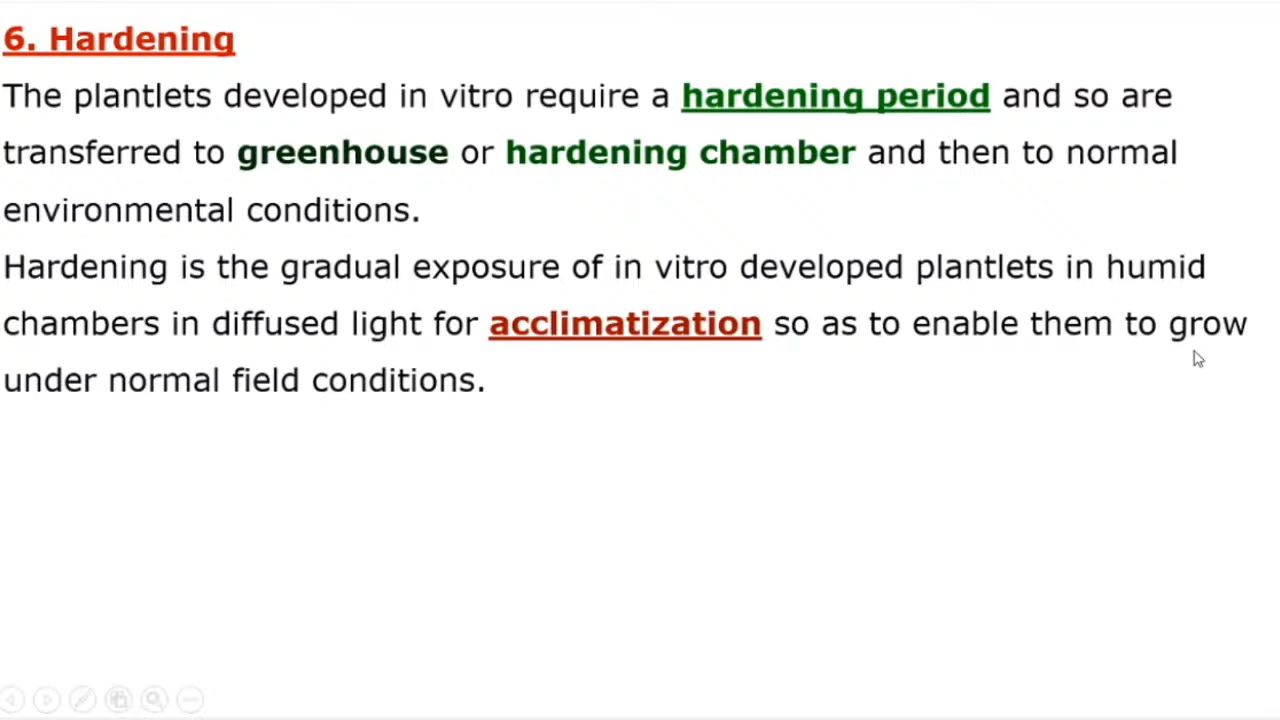 6. Hardening
The plantlets developed in vitro require a hardening period and so are
transferred to greenhouse or hardening chamber and then to normal
environmental conditions.
Hardening is the gradual exposure of in vitro developed plantlets in humid
chambers in diffused light for acclimatization so as to enable them to grow
under normal field conditions.